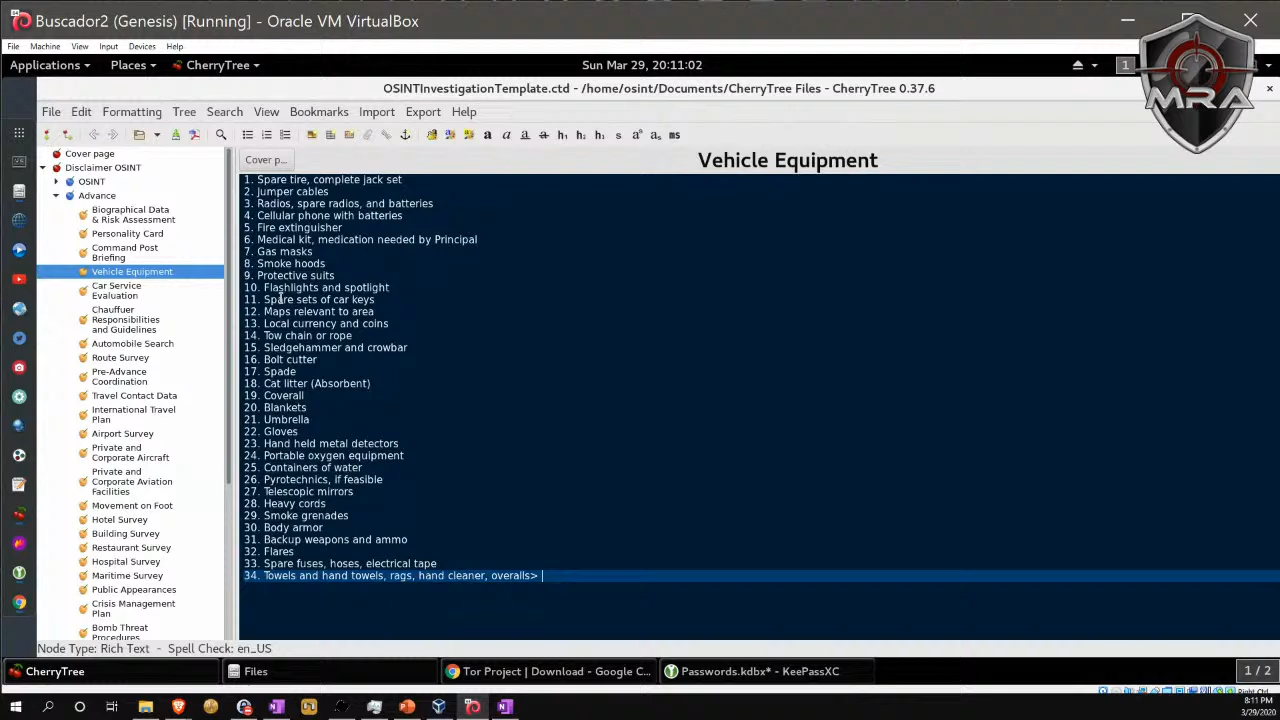 Buscador2 (Genesis) [Running] - Oracle VM VirtualBox
File Machine View Input Devices Help
Applications Places CherryTree Sun Mar 29, 20:11:02 1
MRA
OSINTInvestigationTemplate.ctd - /home/osint/Documents/CherryTree Files - CherryTree 0.37.6
File Edit Formatting Tree Search View Bookmarks Import Export Help
a a a a h₁ h₂ h₃ s aˢ aₛ ms
Cover page
Disclaimer OSINT
OSINT
Advance
Biographical Data
& Risk Assessment
Personality Card
Command Post
Briefing
Vehicle Equipment
Car Service
Evaluation
Chauffuer
Responsibilities
and Guidelines
Automobile Search
Route Survey
Pre-Advance
Coordination
Travel Contact Data
International Travel
Plan
Airport Survey
Private and
Corporate Aircraft
Private and
Corporate Aviation
Facilities
Movement on Foot
Hotel Survey
Building Survey
Restaurant Survey
Hospital Survey
Maritime Survey
Public Appearances
Crisis Management
Plan
Bomb Threat
Procedures
Cover p...
Vehicle Equipment
1. Spare tire, complete jack set
2. Jumper cables
3. Radios, spare radios, and batteries
4. Cellular phone with batteries
5. Fire extinguisher
6. Medical kit, medication needed by Principal
7. Gas masks
8. Smoke hoods
9. Protective suits
10. Flashlights and spotlight
11. Spare sets of car keys
12. Maps relevant to area
13. Local currency and coins
14. Tow chain or rope
15. Sledgehammer and crowbar
16. Bolt cutter
17. Spade
18. Cat litter (Absorbent)
19. Coverall
20. Blankets
21. Umbrella
22. Gloves
23. Hand held metal detectors
24. Portable oxygen equipment
25. Containers of water
26. Pyrotechnics, if feasible
27. Telescopic mirrors
28. Heavy cords
29. Smoke grenades
30. Body armor
31. Backup weapons and ammo
32. Flares
33. Spare fuses, hoses, electrical tape
34. Towels and hand towels, rags, hand cleaner, overalls>
Node Type: Rich Text - Spell Check: en_US
CherryTree Files Tor Project | Download - Google C... Passwords.kdbx* - KeePassXC 1 / 2
Right Ctrl
8:11 PM
3/29/2020